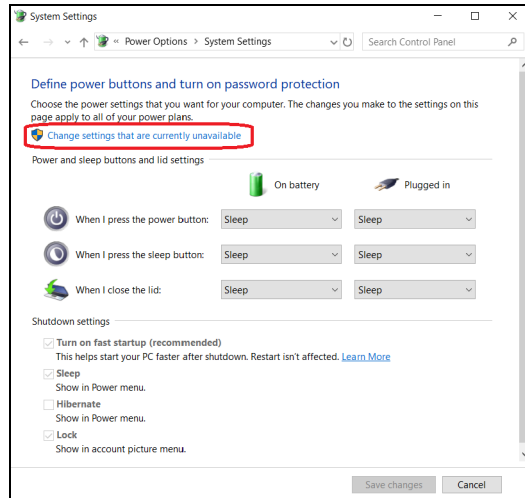 System Settings
« Power Options > System Settings
Search Control Panel
Define power buttons and turn on password protection
Choose the power settings that you want for your computer. The changes you make to the settings on this
page apply to all of your power plans.
Change settings that are currently unavailable
Power and sleep buttons and lid settings
On battery Plugged in
When I press the power button: Sleep Sleep
When I press the sleep button: Sleep Sleep
When I close the lid: Sleep Sleep
Shutdown settings
Turn on fast startup (recommended)
This helps start your PC faster after shutdown. Restart isn't affected. Learn More
Sleep
Show in Power menu.
Hibernate
Show in Power menu.
Lock
Show in account picture menu.
Save changes Cancel